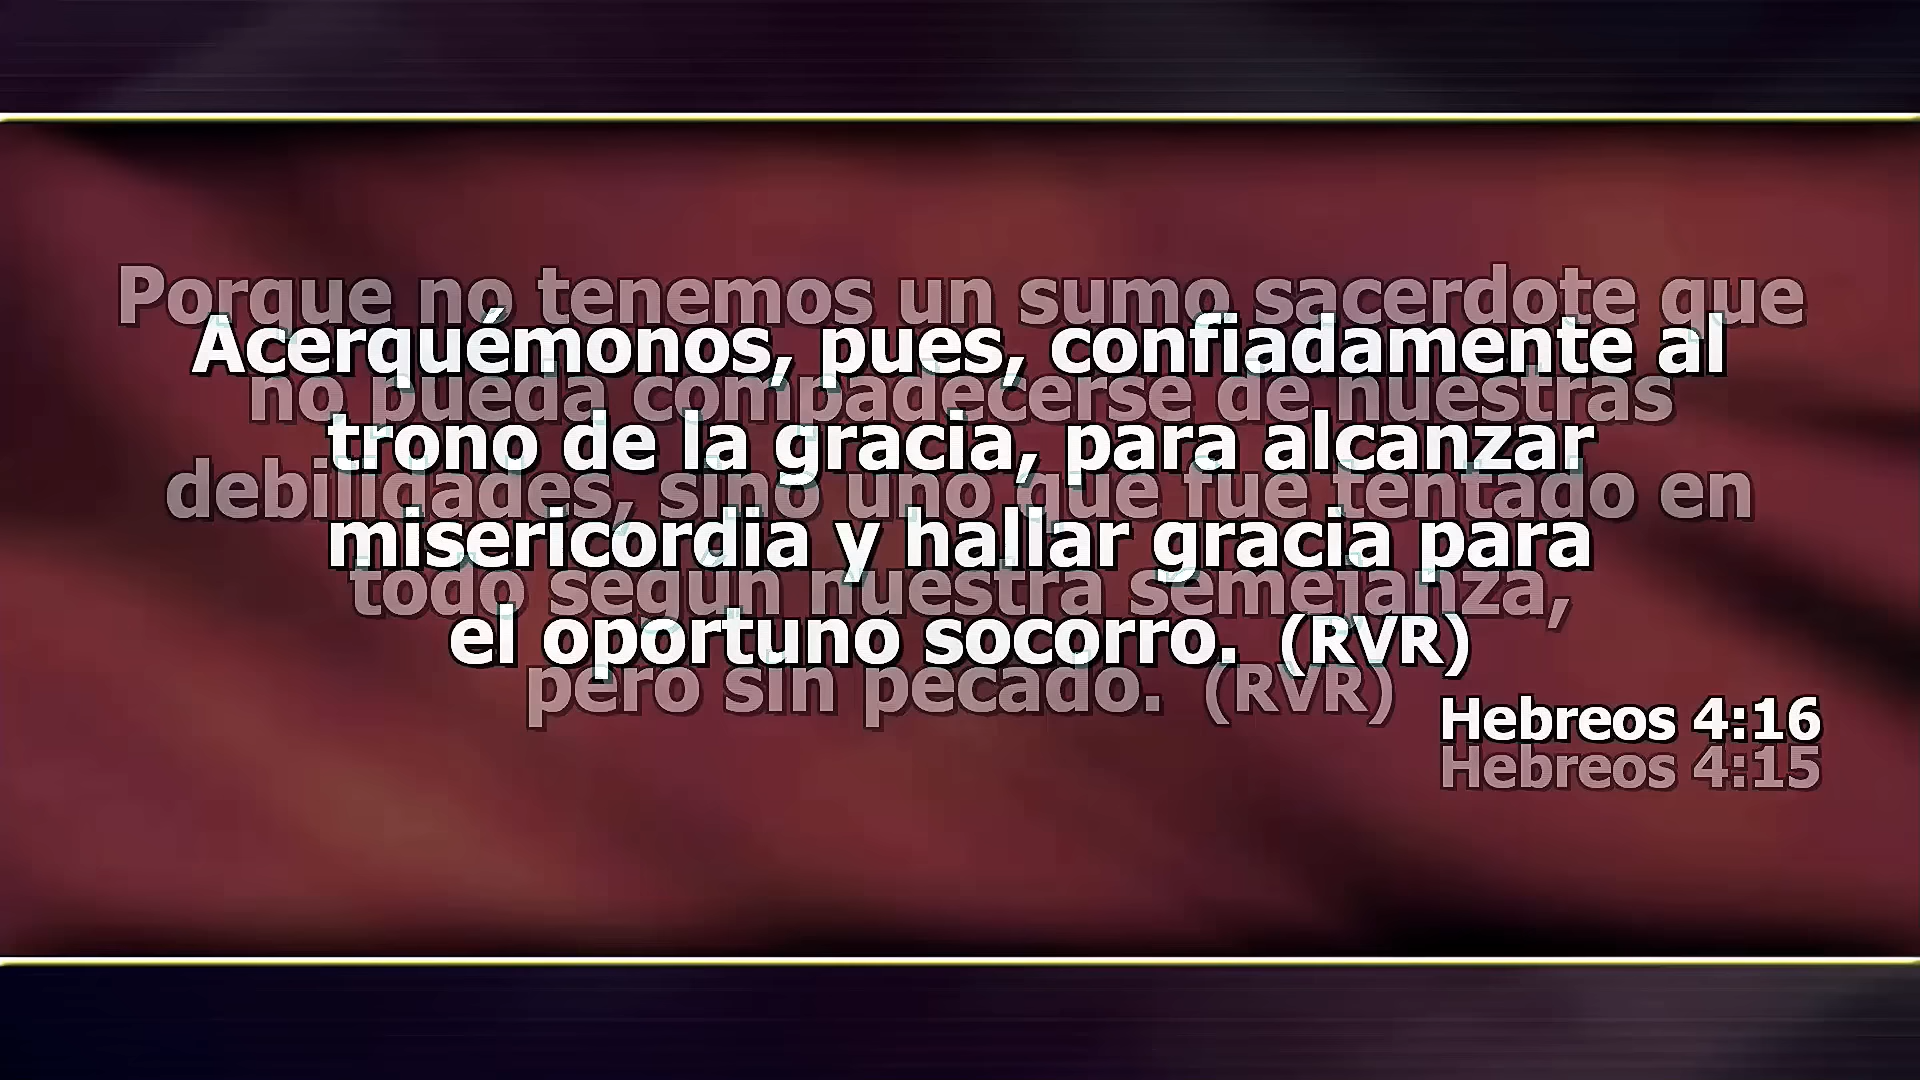 Porque no tenemos un sumo sacerdote que
no pueda compadecerse de nuestras
debilidades, sino uno que fue tentado en
todo según nuestra semejanza,
pero sin pecado. (RVR)
Hebreos 4:15
Acerquémonos, pues, confiadamente al
trono de la gracia, para alcanzar
misericordia y hallar gracia para
el oportuno socorro. (RVR)
Hebreos 4:16